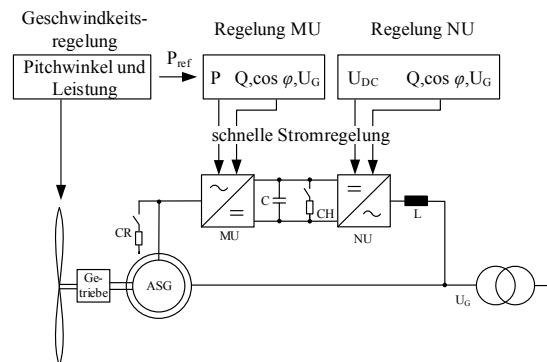 Geschwindkeits-
regelung
Regelung MU
Regelung NU
Pitchwinkel und
Leistung
P_ref
P Q,cos φ,U_G
U_DC Q,cos φ,U_G
schnelle Stromregelung
CR
MU
C
CH
NU
L
Ge-
triebe
ASG
U_G